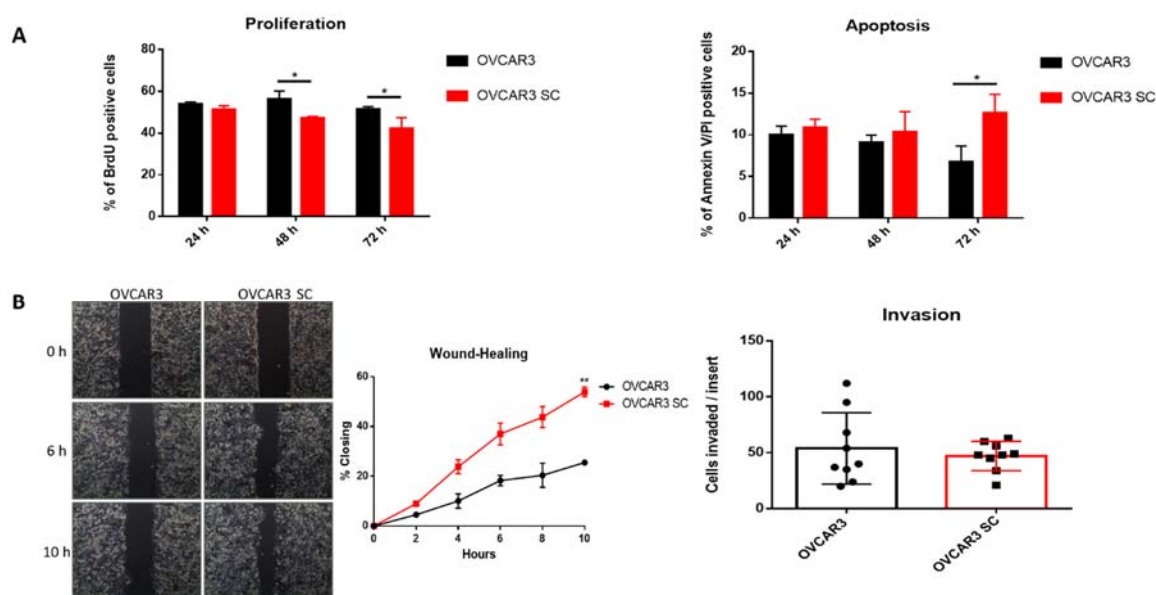 A
Proliferation
% of BrdU positive cells
80
60
40
20
0
24 h
48 h
72 h
*
*
OVCAR3
OVCAR3 SC
Apoptosis
% of Annexin V/PI positive cells
20
15
10
5
0
24 h
48 h
72 h
*
OVCAR3
OVCAR3 SC
B
OVCAR3
OVCAR3 SC
0 h
6 h
10 h
Wound-Healing
% Closing
60
40
20
0
0
2
4
6
8
10
Hours
**
OVCAR3
OVCAR3 SC
Invasion
Cells invaded / insert
150
100
50
0
OVCAR3
OVCAR3 SC